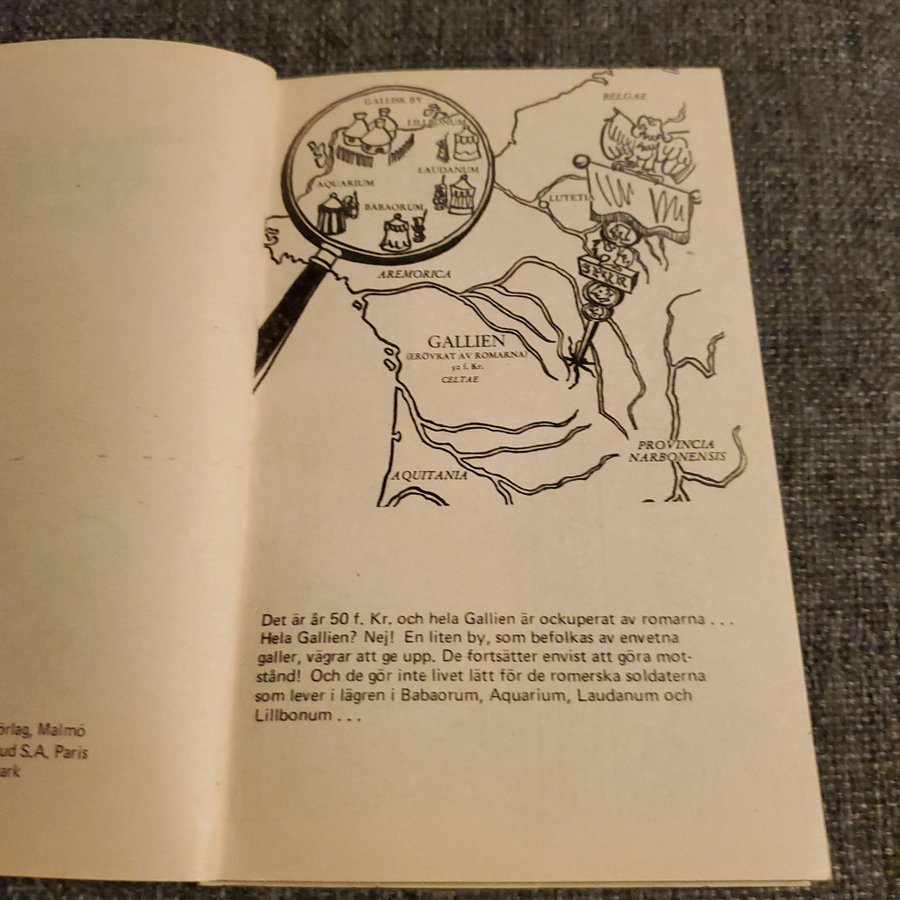 örlag, Malmö
ud S.A. Paris
ark
GALLISK BY
LILLBONUM
LAUDANUM
AQUARIUM
BABAORUM
BELGAE
LUTETIA
SPQR
AREMORICA
GALLIEN
(ERÖVRAT AV ROMARNA)
50 f. Kr.
CELTAE
PROVINCIA
NARBONENSIS
AQUITANIA
Det är år 50 f. Kr. och hela Gallien är ockuperat av romarna . . .
Hela Gallien? Nej! En liten by, som befolkas av envetna
galler, vägrar att ge upp. De fortsätter envist att göra mot-
stånd! Och de gör inte livet lätt för de romerska soldaterna
som lever i lägren i Babaorum, Aquarium, Laudanum och
Lillbonum . . .